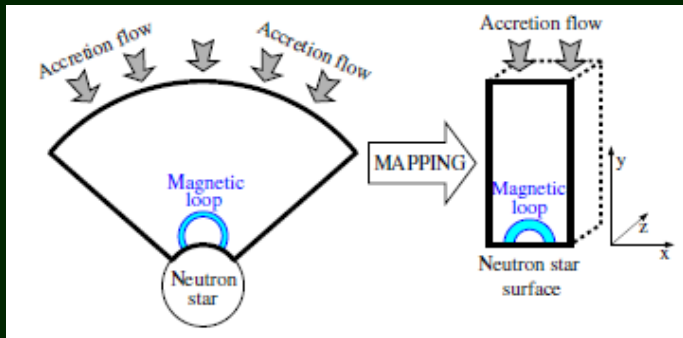 Accretion flow
Accretion flow
Magnetic
loop
Neutron
star
MAPPING
Accretion flow
Magnetic
loop
Neutron star
surface
y
z
x